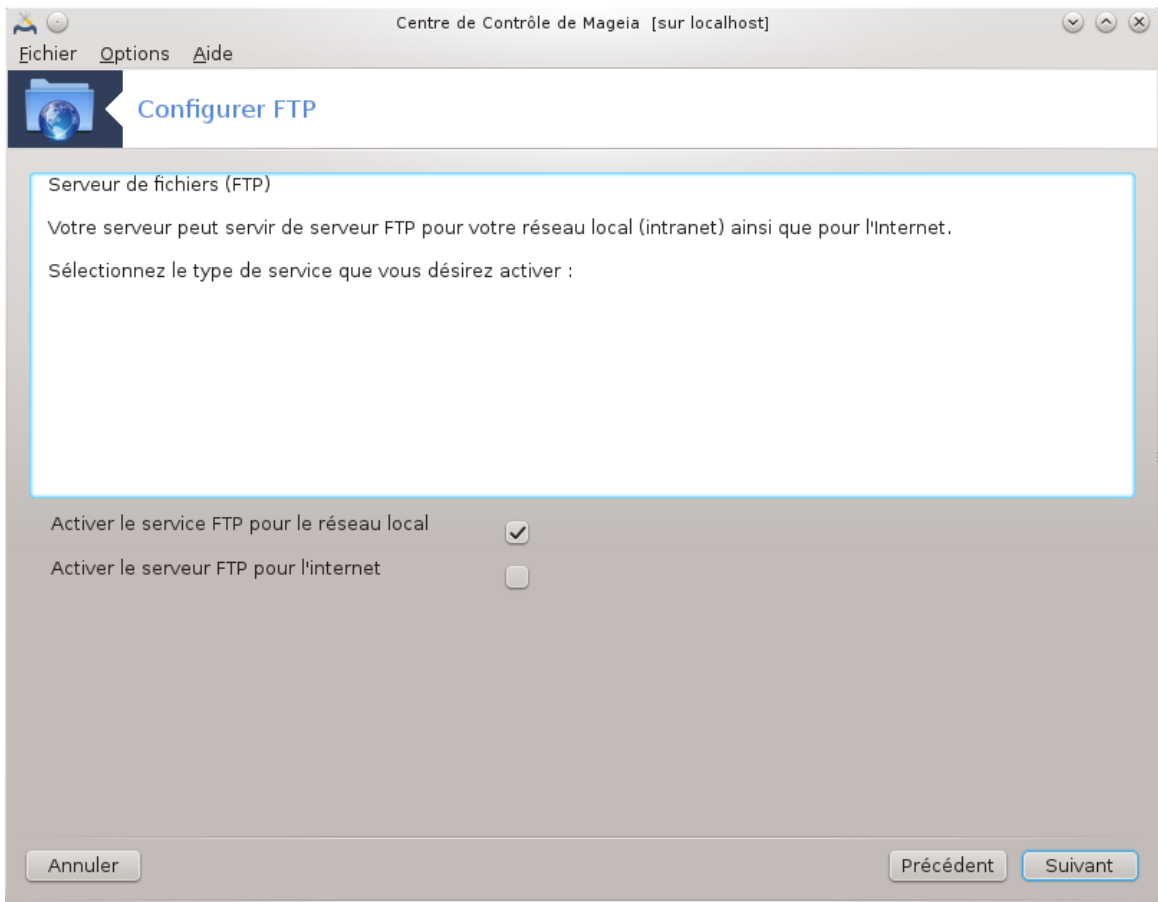 Centre de Contrôle de Mageia [sur localhost]
Fichier Options Aide
Configurer FTP
Serveur de fichiers (FTP)
Votre serveur peut servir de serveur FTP pour votre réseau local (intranet) ainsi que pour l'Internet.
Sélectionnez le type de service que vous désirez activer :
Activer le service FTP pour le réseau local
Activer le serveur FTP pour l'internet
Annuler Précédent Suivant